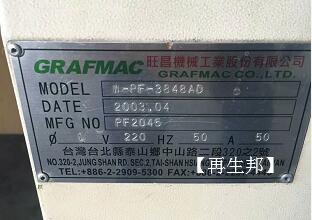 GRAFMAC 旺昌機械工業股份有限公司
GRAFMAC CO.,LTD.
MODEL W-PF-3848AD
DATE 2003.04
MFG NO PF2046
Ø V 220 HZ 50 A 50
台灣台北縣泰山鄉中山路二段320之2號
NO.320-2,JUNG SHAN RD, SEC.2,TAI-SHAN
TEL:+886-2-2909-5300 FAX:+886-2
【再生邦】